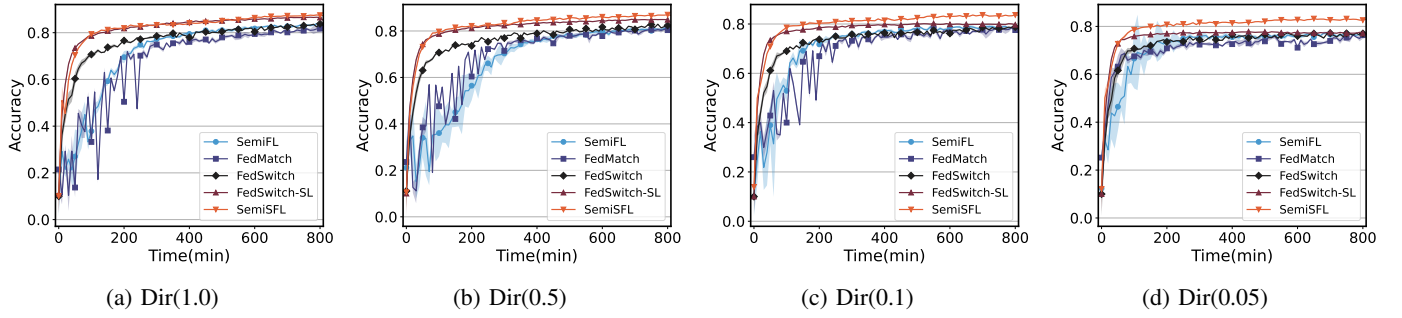 Accuracy
0.8
0.6
0.4
0.2
0.0
SemiFL
FedMatch
FedSwitch
FedSwitch-SL
SemiSFL
0 200 400 600 800
Time(min)
(a) Dir(1.0)
Accuracy
0.8
0.6
0.4
0.2
0.0
SemiFL
FedMatch
FedSwitch
FedSwitch-SL
SemiSFL
0 200 400 600 800
Time(min)
(b) Dir(0.5)
Accuracy
0.8
0.6
0.4
0.2
0.0
SemiFL
FedMatch
FedSwitch
FedSwitch-SL
SemiSFL
0 200 400 600 800
Time(min)
(c) Dir(0.1)
Accuracy
0.8
0.6
0.4
0.2
0.0
SemiFL
FedMatch
FedSwitch
FedSwitch-SL
SemiSFL
0 200 400 600 800
Time(min)
(d) Dir(0.05)